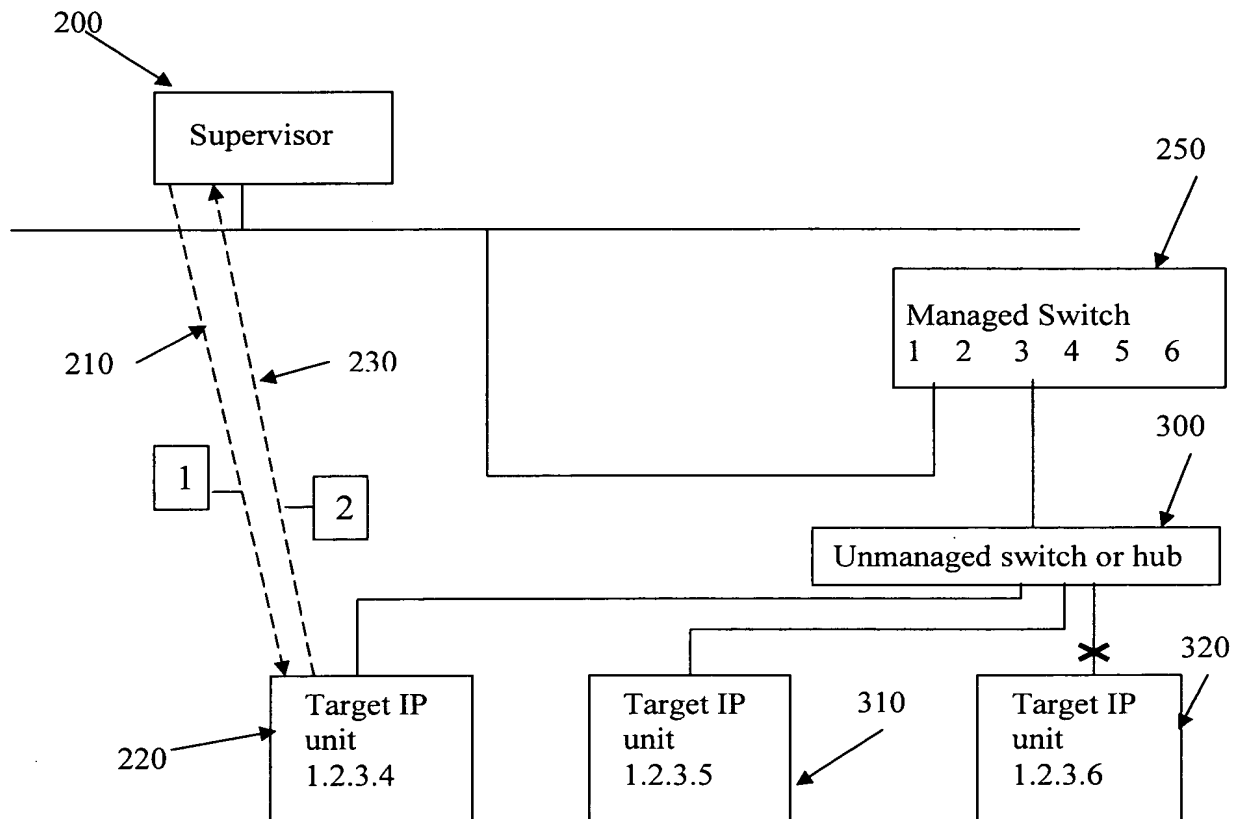 200
Supervisor
250
Managed Switch
1 2 3 4 5 6
210
230
300
1
2
Unmanaged switch or hub
320
Target IP
unit
1.2.3.4
Target IP
unit
1.2.3.5
310
Target IP
unit
1.2.3.6
220